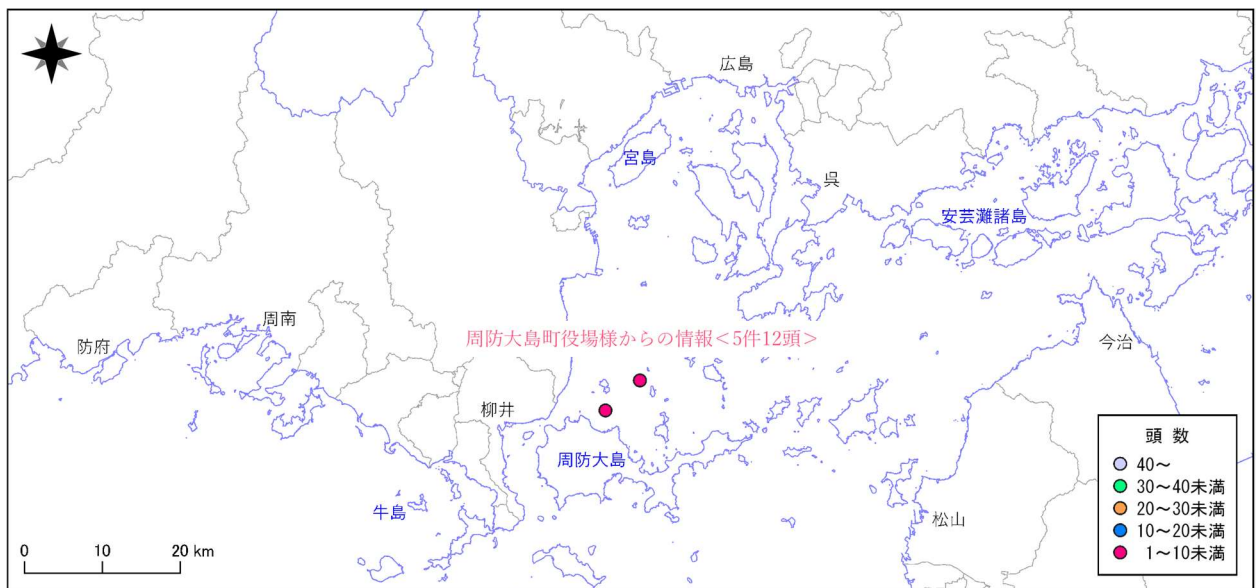 広島
宮島
呉
安芸灘諸島
周南
防府
周防大島町役場様からの情報＜5件12頭＞
今治
柳井
周防大島
牛島
松山
頭 数
40～
30～40未満
20～30未満
10～20未満
1～10未満
0 10 20 km